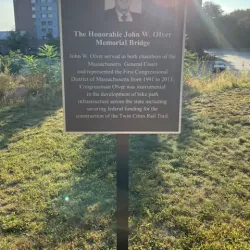 The Honorable John W. Olver
Memorial Bridge
John W. Olver served in both chambers of the
Massachusetts General Court
and represented the First Congressional
District of Massachusetts from 1991 to 2013.
Congressman Olver was instrumental
in the development of bike path
infrastructure across the state including
securing federal funding for the
construction of the Twin Cities Rail Trail.